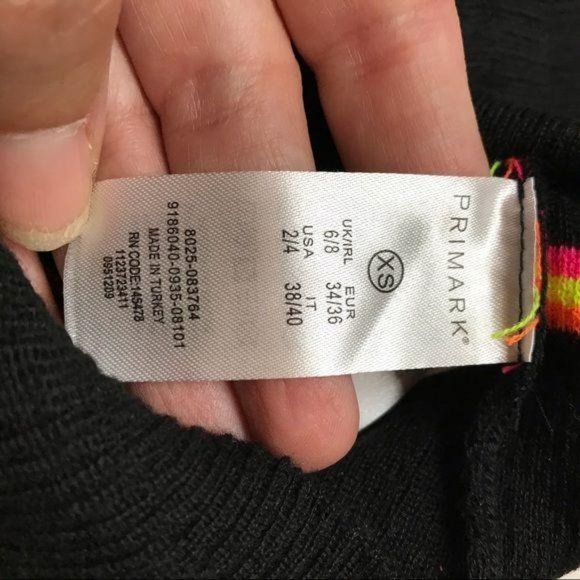 PRIMARK®
XS
UK/IRL EUR
6/8 34/36
USA IT
2/4 38/40
8025-083764
9186040-0935-08101
MADE IN TURKEY
RN CODE:145478
1123723411
0951209